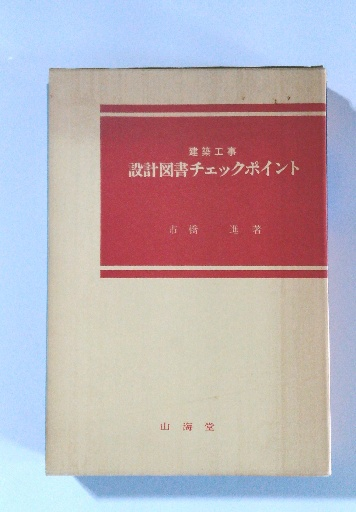 建築工事
設計図書チェックポイント
市橋 進 著
山海堂